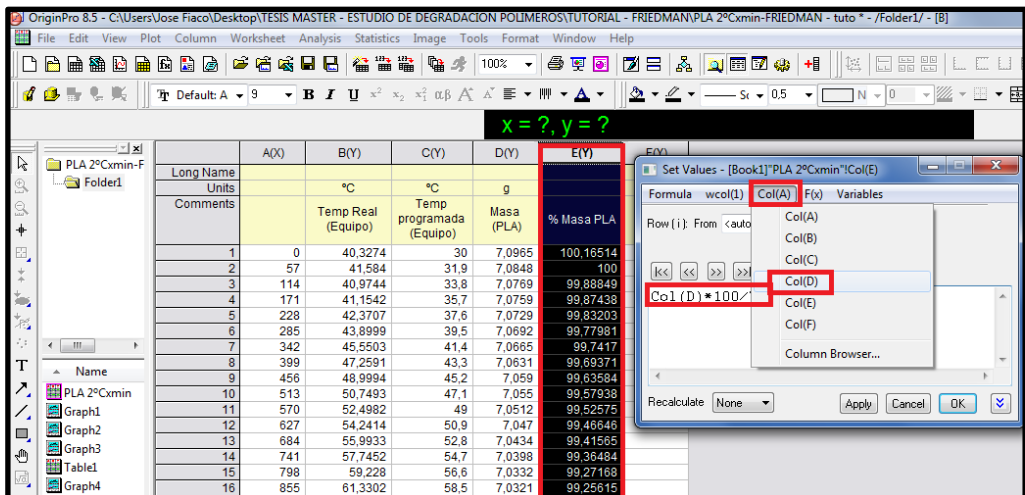 OriginPro 8.5 - C:\Users\Jose Fiaco\Desktop\TESIS MASTER - ESTUDIO DE DEGRADACION POLIMEROS\TUTORIAL - FRIEDMAN\PLA 2ºCxmin-FRIEDMAN - tuto * - /Folder1/ - [B]
File Edit View Plot Column Worksheet Analysis Statistics Image Tools Format Window Help
100%
Default: A 9 B I U αβ 0,5 N 0
x = ?, y = ?
PLA 2ºCxmin-F
Folder1
Name
PLA 2ºCxmin
Graph1
Graph2
Graph3
Table1
Graph4
A(X) B(Y) C(Y) D(Y) E(Y) F(Y)
Long Name
Units ºC ºC g
Comments Temp Real (Equipo) Temp programada (Equipo) Masa (PLA) % Masa PLA
1 0 40,3274 30 7,0965 100,16514
2 57 41,584 31,9 7,0848 100
3 114 40,9744 33,8 7,0769 99,88849
4 171 41,1542 35,7 7,0759 99,87438
5 228 42,3707 37,6 7,0729 99,83203
6 285 43,8999 39,5 7,0692 99,77981
7 342 45,5503 41,4 7,0665 99,7417
8 399 47,2591 43,3 7,0631 99,69371
9 456 48,9994 45,2 7,059 99,63584
10 513 50,7493 47,1 7,055 99,57938
11 570 52,4982 49 7,0512 99,52575
12 627 54,2414 50,9 7,047 99,46646
13 684 55,9933 52,8 7,0434 99,41565
14 741 57,7452 54,7 7,0398 99,36484
15 798 59,228 56,6 7,0332 99,27168
16 855 61,3302 58,5 7,0321 99,25615
Set Values - [Book1]"PLA 2ºCxmin"!Col(E)
Formula wcol(1) Col(A) F(x) Variables
Row (i): From <auto
Col(D)*100/
Col(A)
Col(B)
Col(C)
Col(D)
Col(E)
Col(F)
Column Browser...
Recalculate None Apply Cancel OK